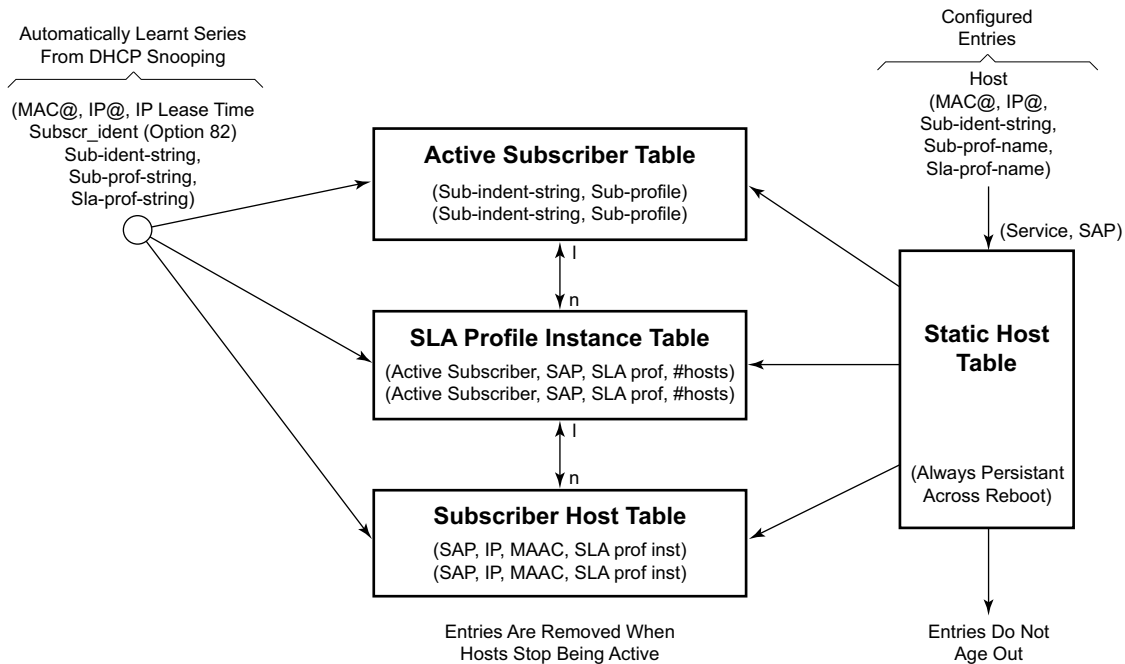 Automatically Learnt Series
From DHCP Snooping
(MAC@, IP@, IP Lease Time
Subscr_ident (Option 82)
Sub-ident-string,
Sub-prof-string,
Sla-prof-string)
Active Subscriber Table
(Sub-indent-string, Sub-profile)
(Sub-indent-string, Sub-profile)
l
n
SLA Profile Instance Table
(Active Subscriber, SAP, SLA prof, #hosts)
(Active Subscriber, SAP, SLA prof, #hosts)
l
n
Subscriber Host Table
(SAP, IP, MAAC, SLA prof inst)
(SAP, IP, MAAC, SLA prof inst)
Entries Are Removed When
Hosts Stop Being Active
Configured
Entries
Host
(MAC@, IP@,
Sub-ident-string,
Sub-prof-name,
Sla-prof-name)
(Service, SAP)
Static Host
Table
(Always Persistant
Across Reboot)
Entries Do Not
Age Out